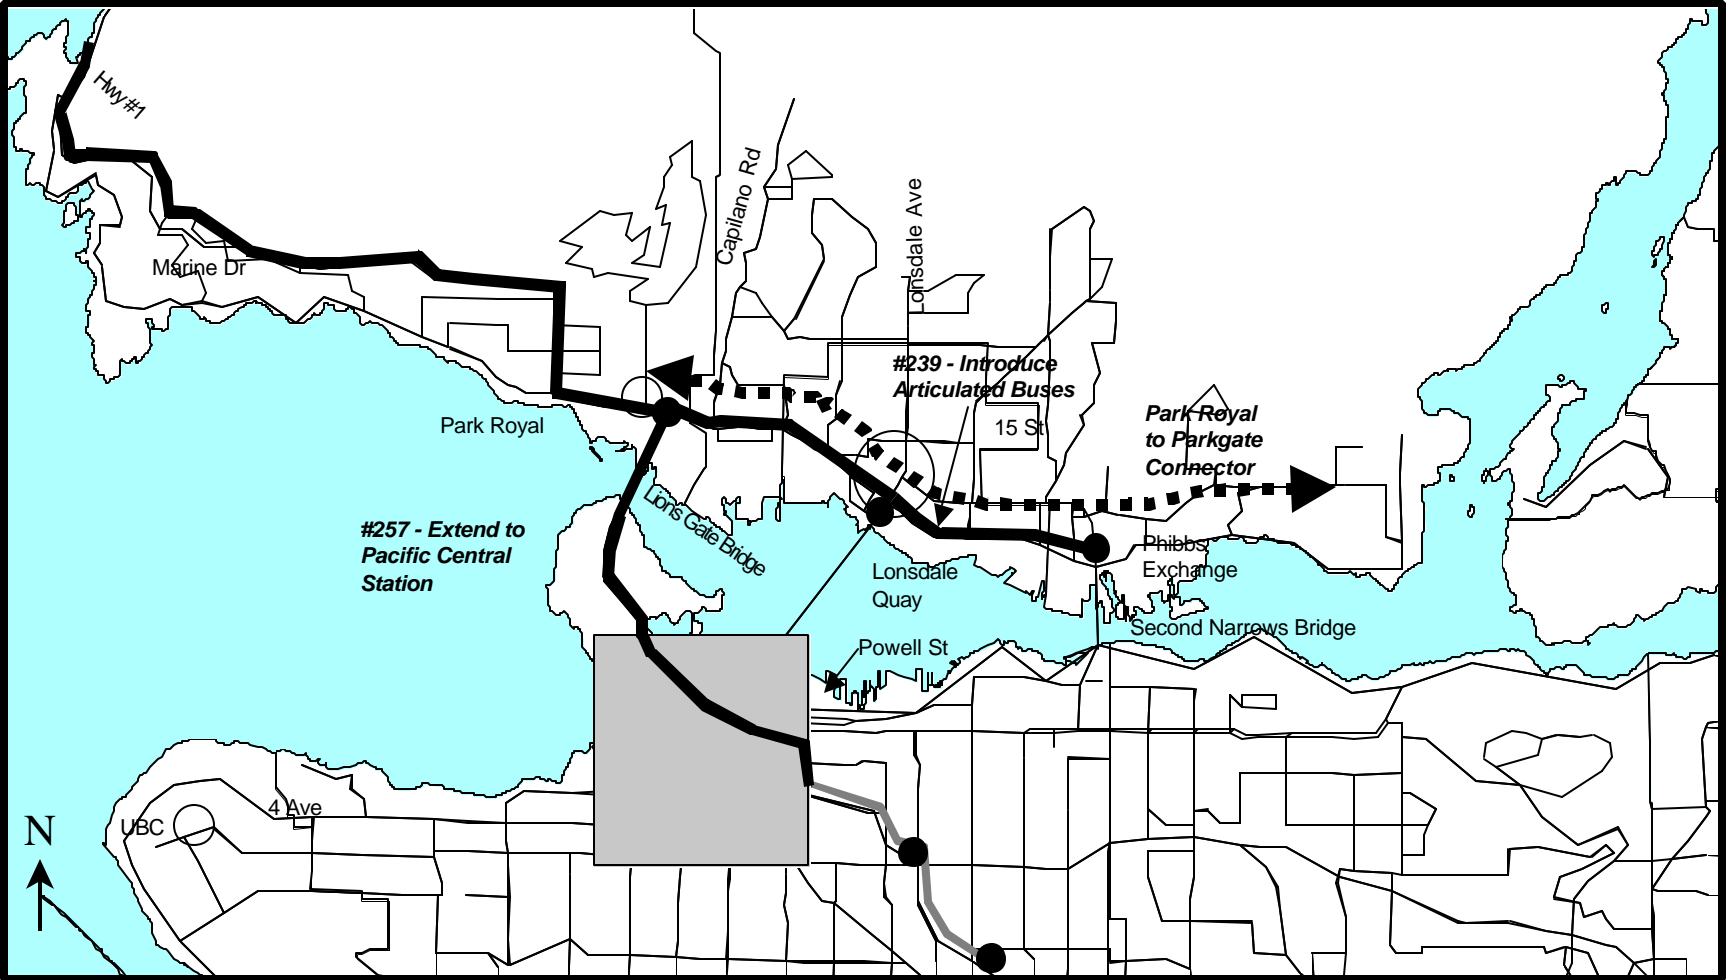 Hwy #1
Capilano Rd
Lonsdale Ave
Marine Dr
#239 - Introduce
Articulated Buses
Park Royal
15 St
Park Royal
to Parkgate
Connector
Lions Gate Bridge
#257 - Extend to
Pacific Central
Station
Phibbs
Exchange
Lonsdale
Quay
Second Narrows Bridge
Powell St
4 Ave
UBC
N